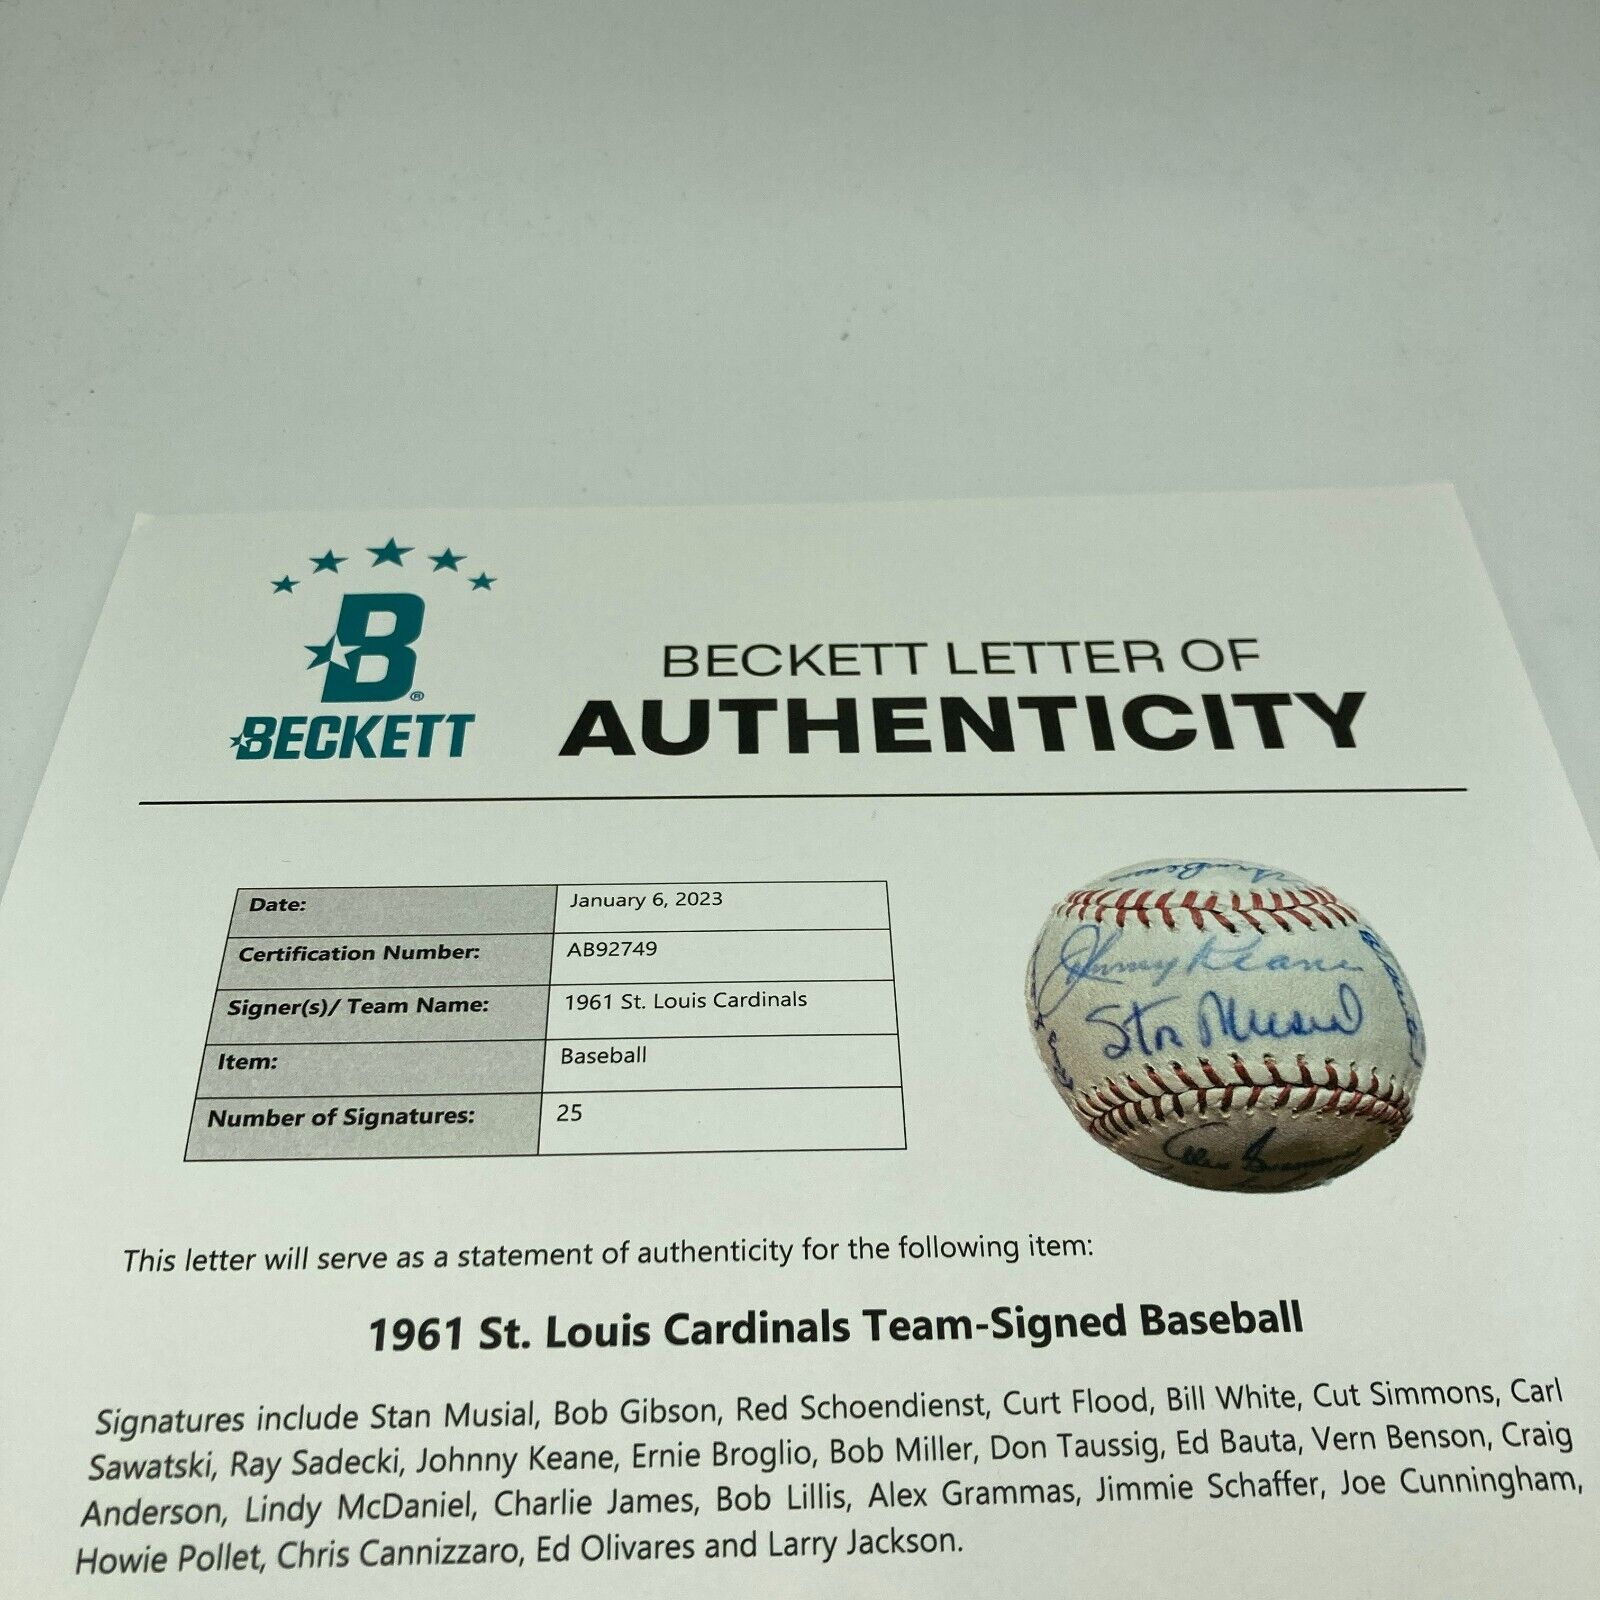 B®
BECKETT
BECKETT LETTER OF
AUTHENTICITY
Date: January 6, 2023
Certification Number: AB92749
Signer(s)/ Team Name: 1961 St. Louis Cardinals
Item: Baseball
Number of Signatures: 25
Johnny Keane
Stan Musial
Alex Grammas
This letter will serve as a statement of authenticity for the following item:
1961 St. Louis Cardinals Team-Signed Baseball
Signatures include Stan Musial, Bob Gibson, Red Schoendienst, Curt Flood, Bill White, Cut Simmons, Carl
Sawatski, Ray Sadecki, Johnny Keane, Ernie Broglio, Bob Miller, Don Taussig, Ed Bauta, Vern Benson, Craig
Anderson, Lindy McDaniel, Charlie James, Bob Lillis, Alex Grammas, Jimmie Schaffer, Joe Cunningham,
Howie Pollet, Chris Cannizzaro, Ed Olivares and Larry Jackson.